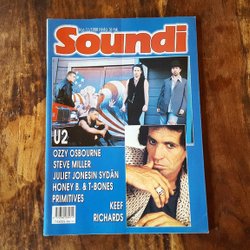 Soundi
U2
OZZY OSBOURNE
STEVE MILLER
JULIET JONESIN SYDÄN
HONEY B. & T-BONES
PRIMITIVES
KEEF
RICHARDS